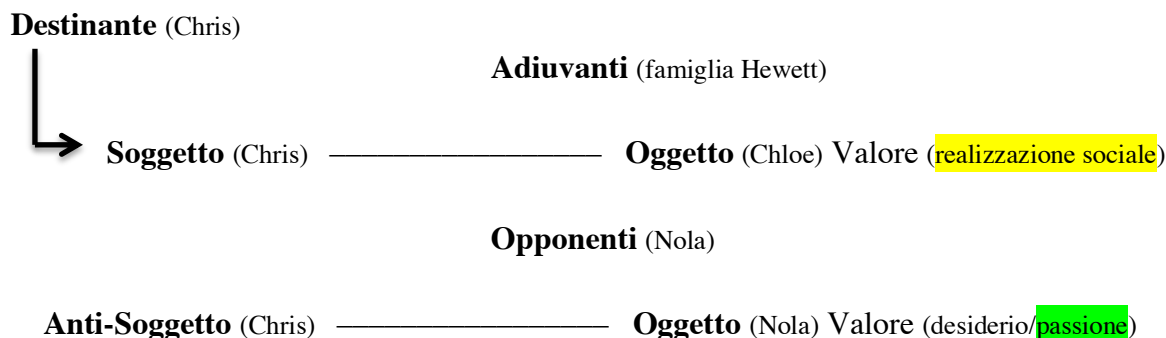 Destinante (Chris)
Adiuvanti (famiglia Hewett)
Soggetto (Chris) Oggetto (Chloe) Valore (realizzazione sociale)
Opponenti (Nola)
Anti-Soggetto (Chris) Oggetto (Nola) Valore (desiderio/passione)